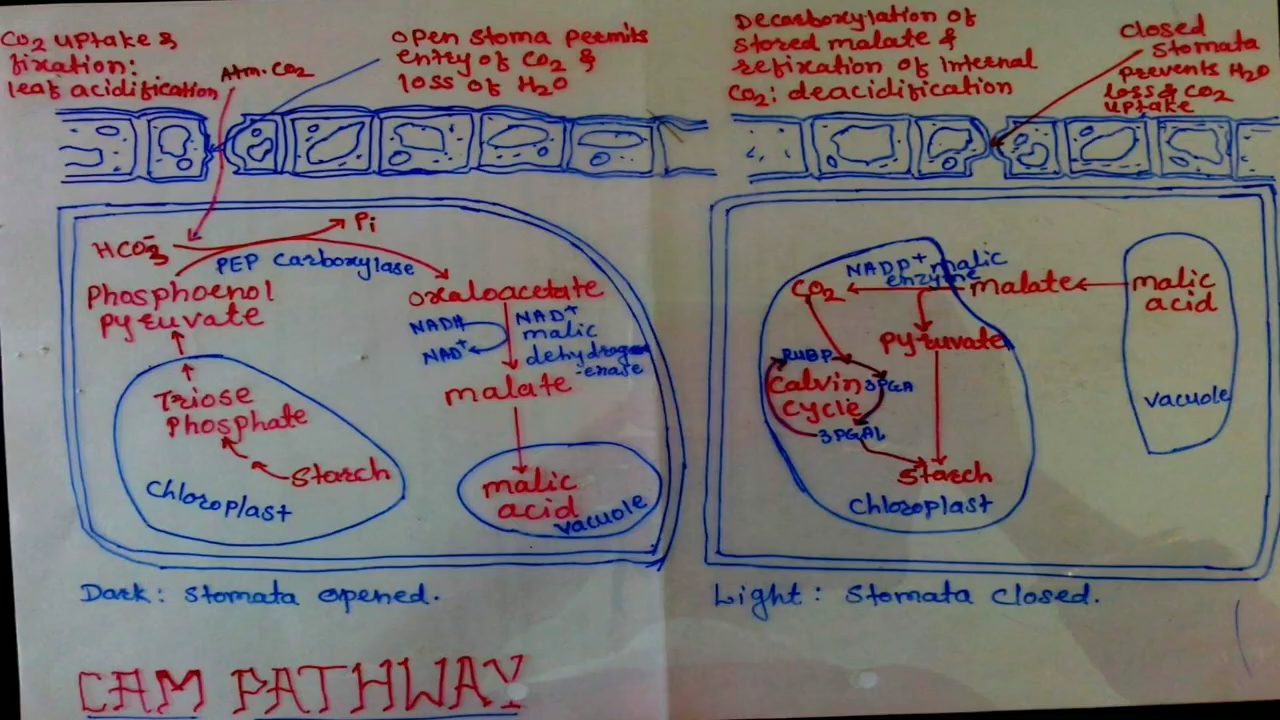 CO2 uptake &
fixation:
leaf acidification
Atm. CO2
open stoma permits
entry of CO2 &
loss of H2O
HCO3-
Pi
PEP carboxylase
Phosphoenol
Pyruvate
oxaloacetate
NADH
NAD+
NAD+
malic
dehydrogen
-enase
malate
Triose
Phosphate
Starch
Chloroplast
malic
acid
vacuole
Dark: Stomata opened.
Decarboxylation of
stored malate &
refixation of internal
CO2: deacidification
closed
Stomata
prevents H2O
loss & CO2
uptake
NADP+ malic
enzyme
CO2
malate
malic
acid
Pyruvate
RUBP
Calvin
cycle
3PGA
3PGAL
Starch
Chloroplast
vacuole
Light: Stomata closed.
CAM PATHWAY